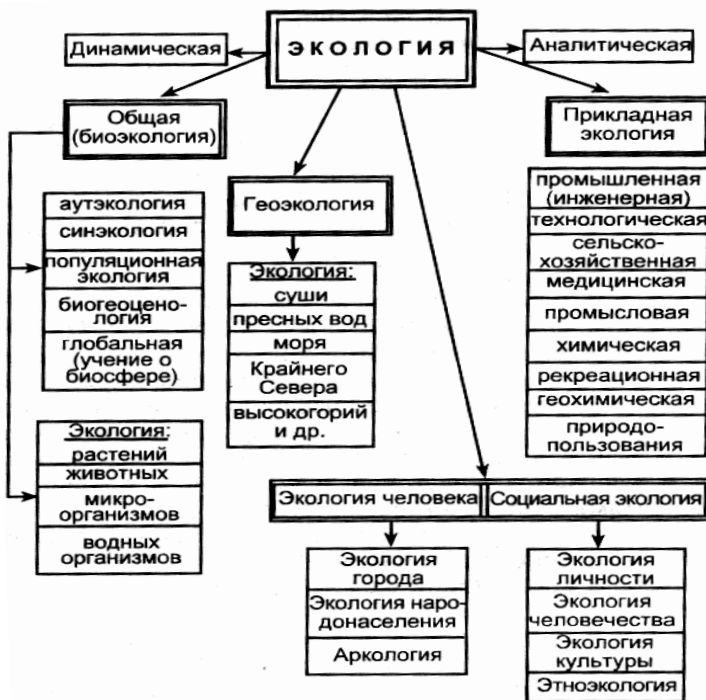 ЭКОЛОГИЯ
Динамическая
Аналитическая
Общая
(биоэкология)
Прикладная
экология
Геоэкология
аутэкология
синэкология
популяционная
экология
биогеоцено-
логия
глобальная
(учение о
биосфере)
Экология:
растений
животных
микро-
организмов
водных
организмов
Экология:
суши
пресных вод
моря
Крайнего
Севера
высокогорий
и др.
промышленная
(инженерная)
технологическая
сельско-
хозяйственная
медицинская
промысловая
химическая
рекреационная
геохимическая
природо-
пользования
Экология человека
Социальная экология
Экология
города
Экология наро-
донаселения
Аркология
Экология
личности
Экология
человечества
Экология
культуры
Этноэкология